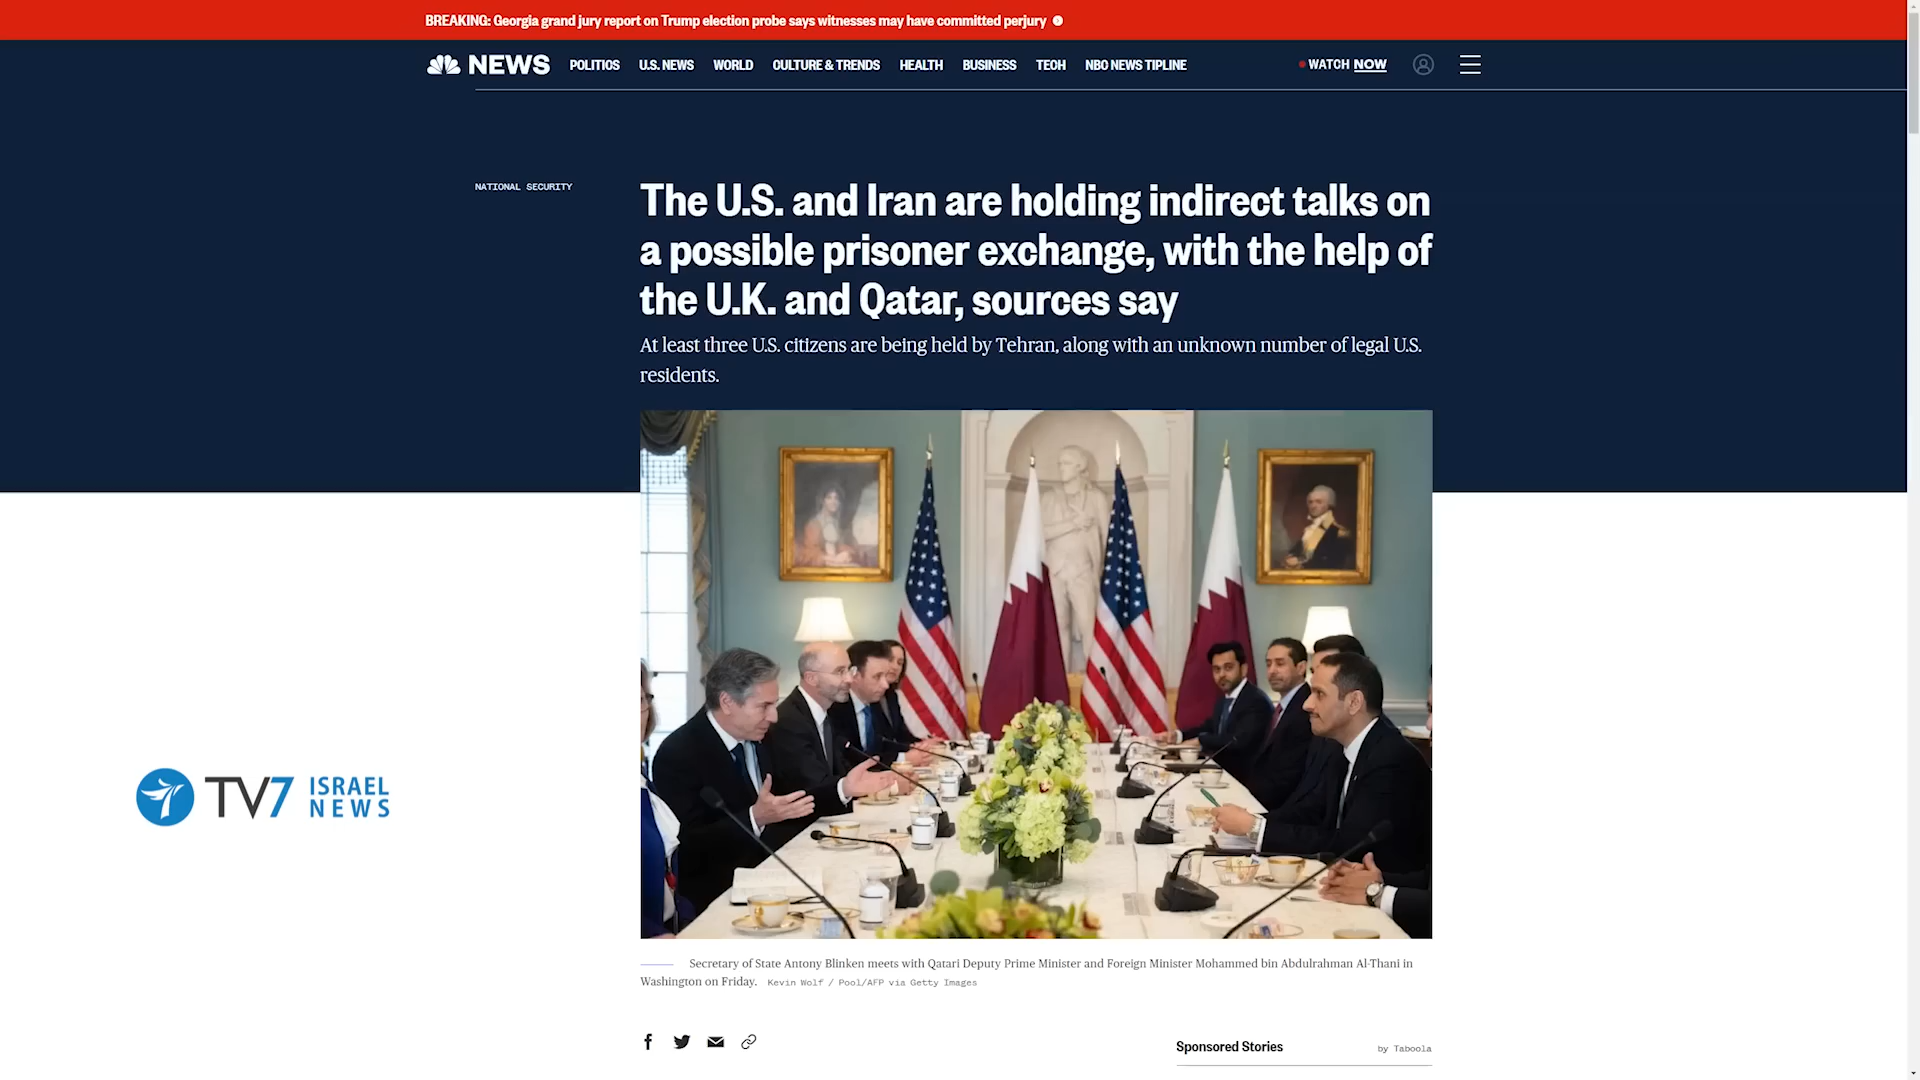 BREAKING: Georgia grand jury report on Trump election probe says witnesses may have committed perjury
NEWS
POLITICS U.S. NEWS WORLD CULTURE & TRENDS HEALTH BUSINESS TECH NBC NEWS TIPLINE
WATCH NOW
NATIONAL SECURITY
The U.S. and Iran are holding indirect talks on
a possible prisoner exchange, with the help of
the U.K. and Qatar, sources say
At least three U.S. citizens are being held by Tehran, along with an unknown number of legal U.S.
residents.
TV7 ISRAEL
NEWS
Secretary of State Antony Blinken meets with Qatari Deputy Prime Minister and Foreign Minister Mohammed bin Abdulrahman Al-Thani in
Washington on Friday. Kevin Wolf / Pool/AFP via Getty Images
Sponsored Stories
by Taboola